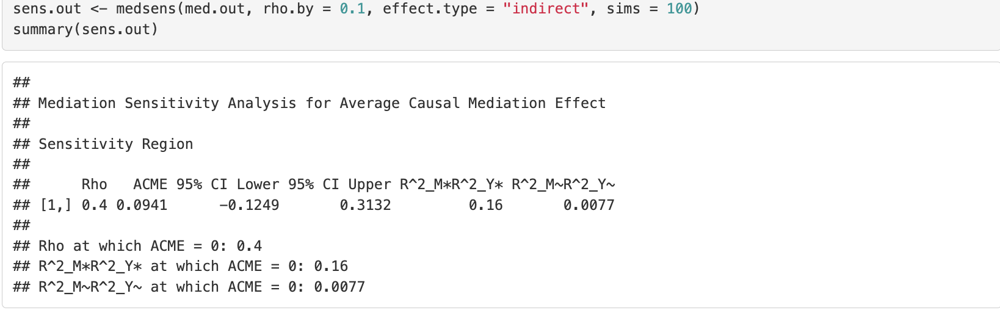 sens.out <- medsens(med.out, rho.by = 0.1, effect.type = "indirect", sims = 100)
summary(sens.out)
##
## Mediation Sensitivity Analysis for Average Causal Mediation Effect
##
## Sensitivity Region
##
##      Rho   ACME 95% CI Lower 95% CI Upper R^2_M*R^2_Y* R^2_M~R^2_Y~
## [1,] 0.4 0.0941      -0.1249       0.3132         0.16       0.0077
##
## Rho at which ACME = 0: 0.4
## R^2_M*R^2_Y* at which ACME = 0: 0.16
## R^2_M~R^2_Y~ at which ACME = 0: 0.0077